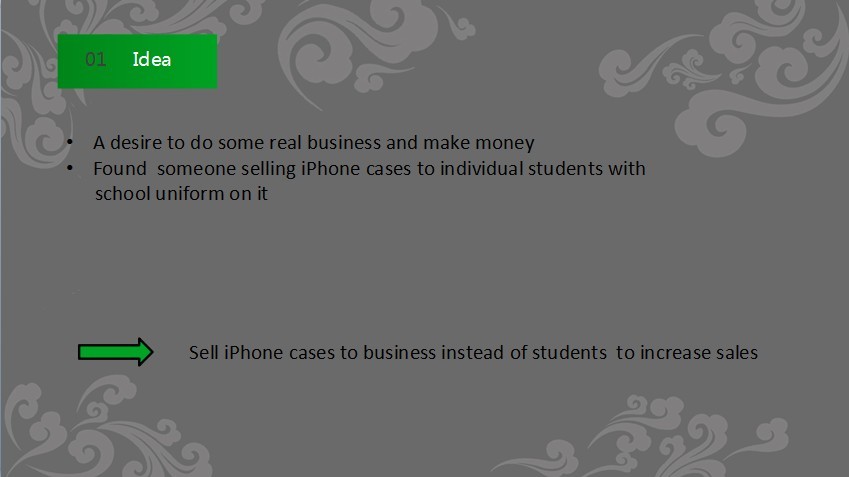 01 Idea
• A desire to do some real business and make money
• Found someone selling iPhone cases to individual students with
school uniform on it
Sell iPhone cases to business instead of students to increase sales